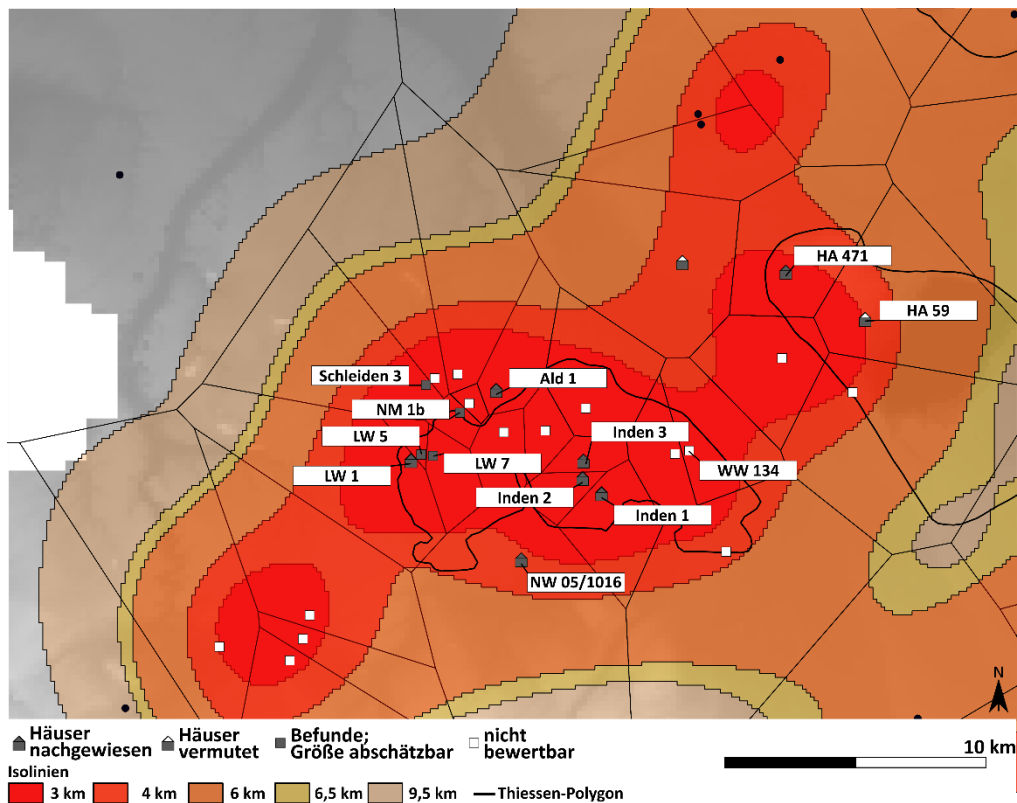 HA 471
HA 59
Schleiden 3
Ald 1
NM 1b
LW 5
Inden 3
LW 7
LW 1
WW 134
Inden 2
Inden 1
NW 05/1016
N
Häuser
nachgewiesen
Häuser
vermutet
Befunde;
Größe abschätzbar
nicht
bewertbar
10 km
Isolinien
3 km
4 km
6 km
6,5 km
9,5 km
Thiessen-Polygon